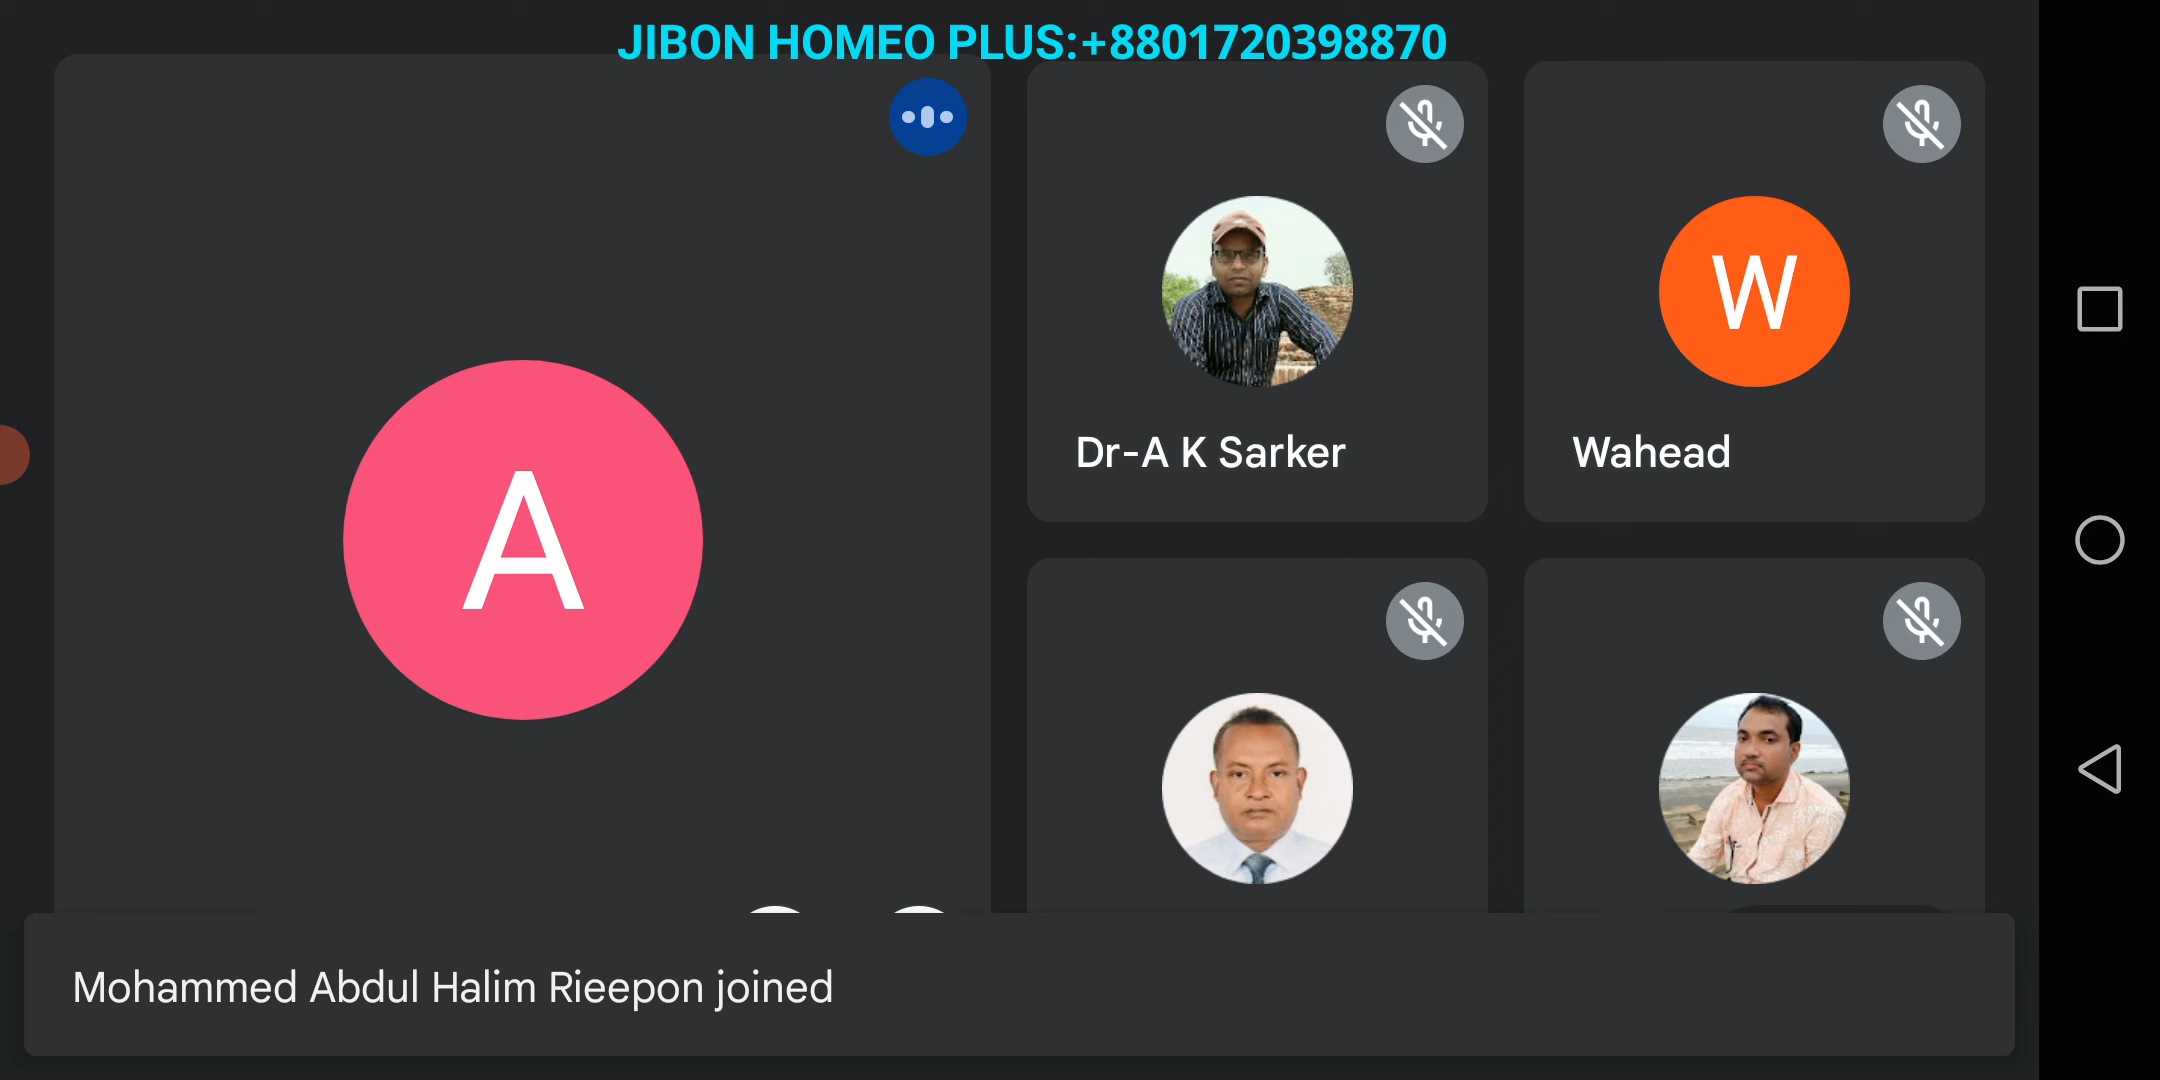 JIBON HOMEO PLUS:+8801720398870
A
Dr-A K Sarker
W
Wahead
Mohammed Abdul Halim Rieepon joined